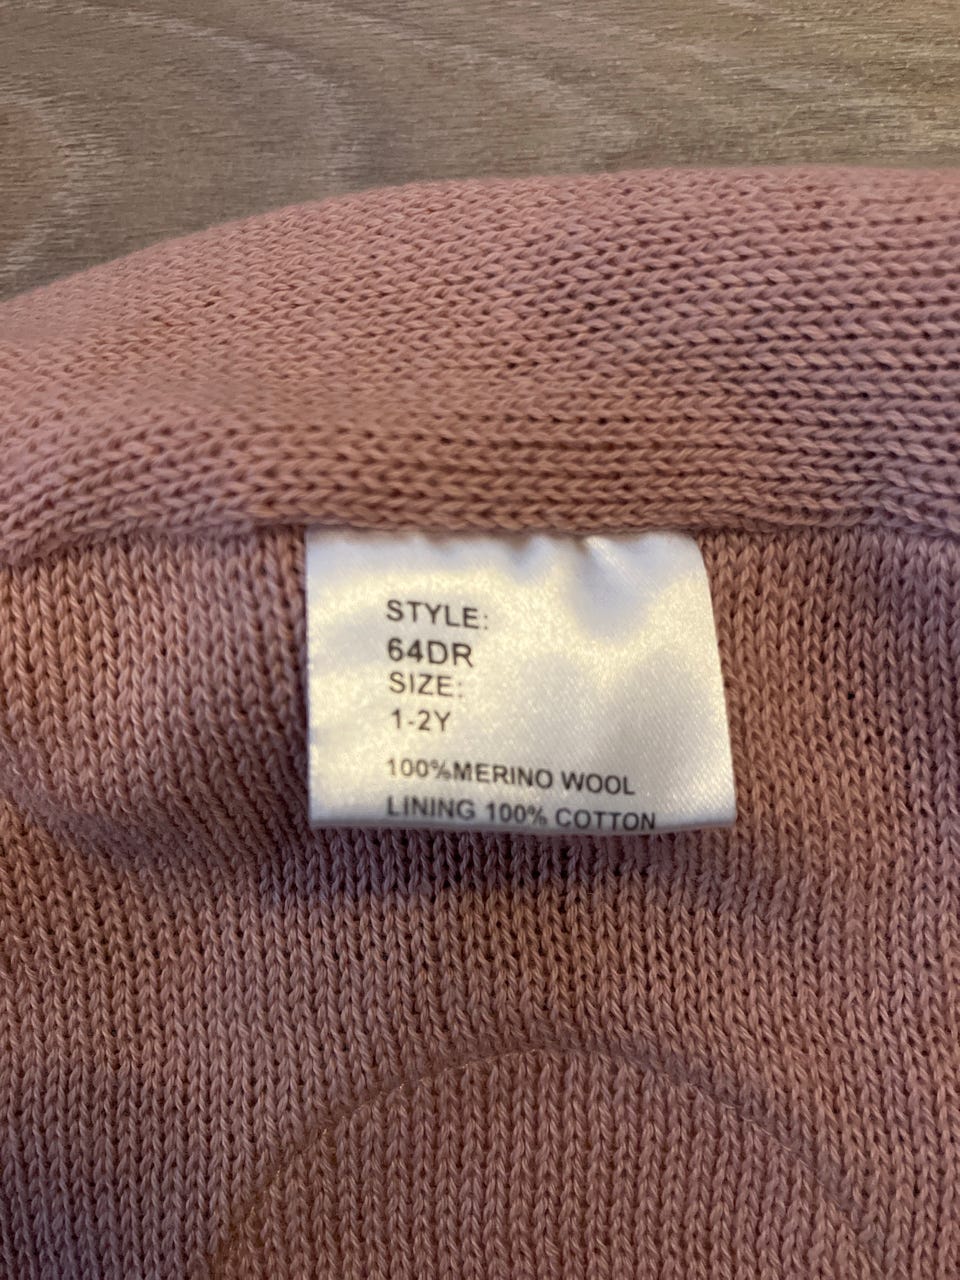 STYLE:
64DR
SIZE:
1-2Y
100%MERINO WOOL
LINING 100% COTTON